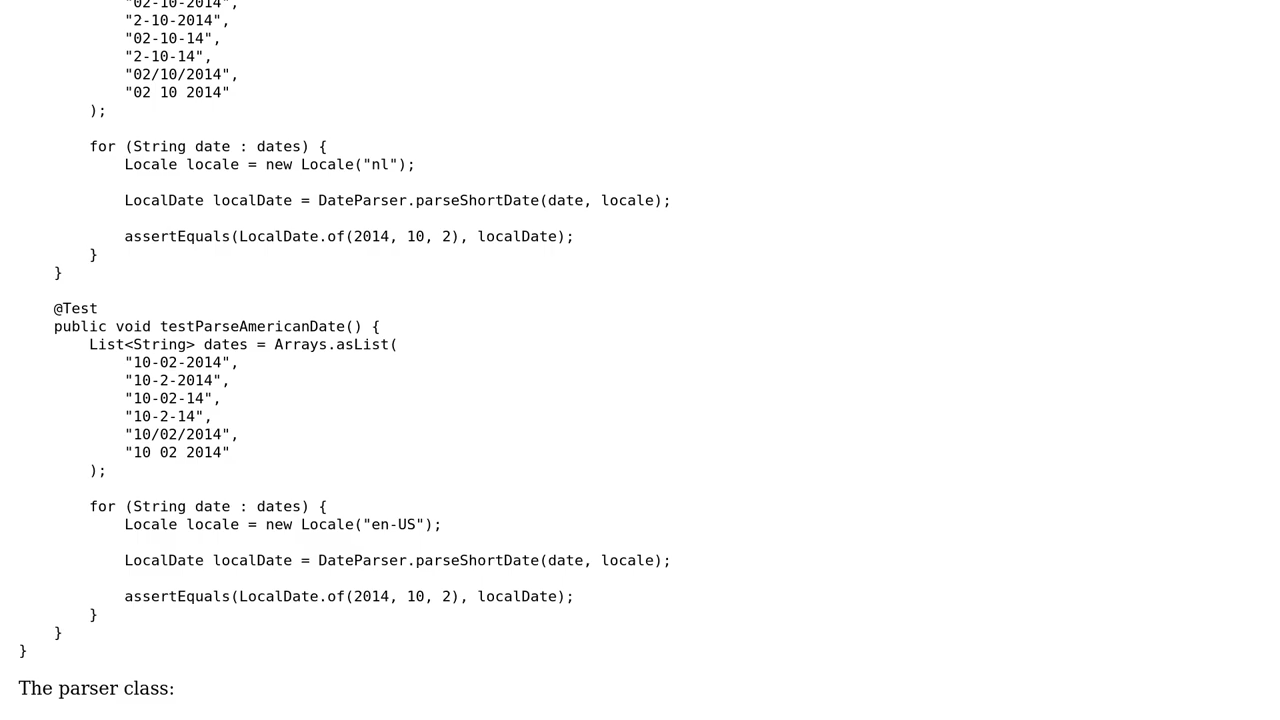 "02-10-2014",
"2-10-2014",
"02-10-14",
"2-10-14",
"02/10/2014",
"02 10 2014"
);
for (String date : dates) {
Locale locale = new Locale("nl");
LocalDate localDate = DateParser.parseShortDate(date, locale);
assertEquals(LocalDate.of(2014, 10, 2), localDate);
}
}
@Test
public void testParseAmericanDate() {
List<String> dates = Arrays.asList(
"10-02-2014",
"10-2-2014",
"10-02-14",
"10-2-14",
"10/02/2014",
"10 02 2014"
);
for (String date : dates) {
Locale locale = new Locale("en-US");
LocalDate localDate = DateParser.parseShortDate(date, locale);
assertEquals(LocalDate.of(2014, 10, 2), localDate);
}
}
}
The parser class: